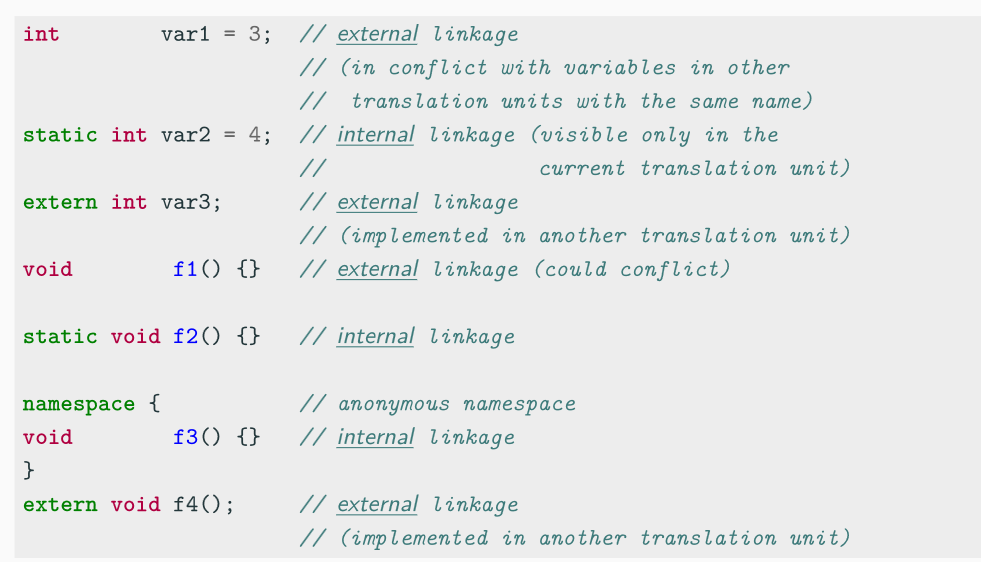 int        var1 = 3;  // external linkage
                      // (in conflict with variables in other
                      //  translation units with the same name)
static int var2 = 4;  // internal linkage (visible only in the
                      //                 current translation unit)
extern int var3;      // external linkage
                      // (implemented in another translation unit)
void        f1() {}   // external linkage (could conflict)
static void f2() {}   // internal linkage
namespace {           // anonymous namespace
void        f3() {}   // internal linkage
}
extern void f4();     // external linkage
                      // (implemented in another translation unit)